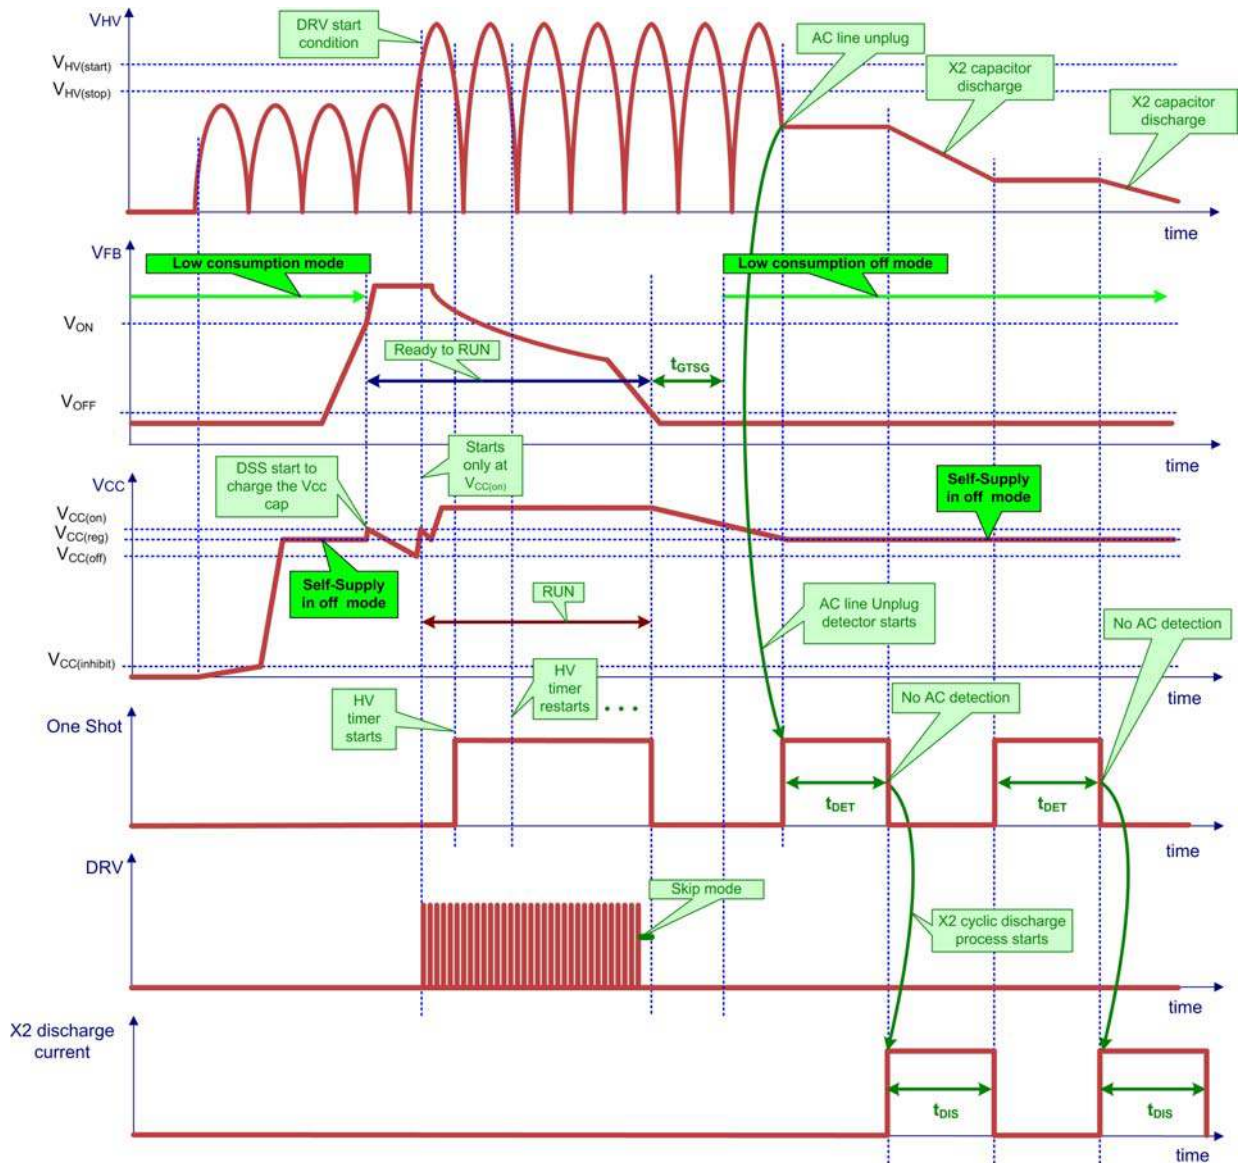 VHV
DRV start
condition
AC line unplug
VHV(start)
X2 capacitor
discharge
VHV(stop)
X2 capacitor
discharge
time
VFB
Low consumption mode
Low consumption off mode
VON
Ready to RUN
tGTSG
VOFF
time
DSS start to
charge the Vcc
cap
Starts
only at
VCC(on)
VCC
Self-Supply
in off mode
VCC(on)
VCC(reg)
VCC(off)
Self-Supply
in off mode
RUN
AC line Unplug
detector starts
No AC detection
VCC(inhibit)
HV
timer
restarts
...
time
HV
timer
starts
No AC detection
One Shot
tDET
tDET
time
DRV
Skip mode
X2 cyclic discharge
process starts
time
X2 discharge
current
tDIS
tDIS
time